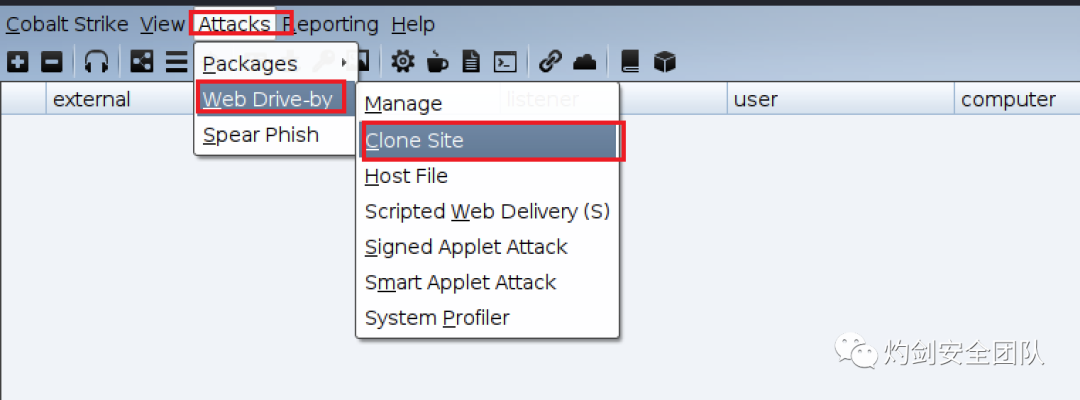 Cobalt Strike View Attacks Reporting Help
Packages
Web Drive-by
Spear Phish
external listener user computer
Manage
Clone Site
Host File
Scripted Web Delivery (S)
Signed Applet Attack
Smart Applet Attack
System Profiler
灼剑安全团队